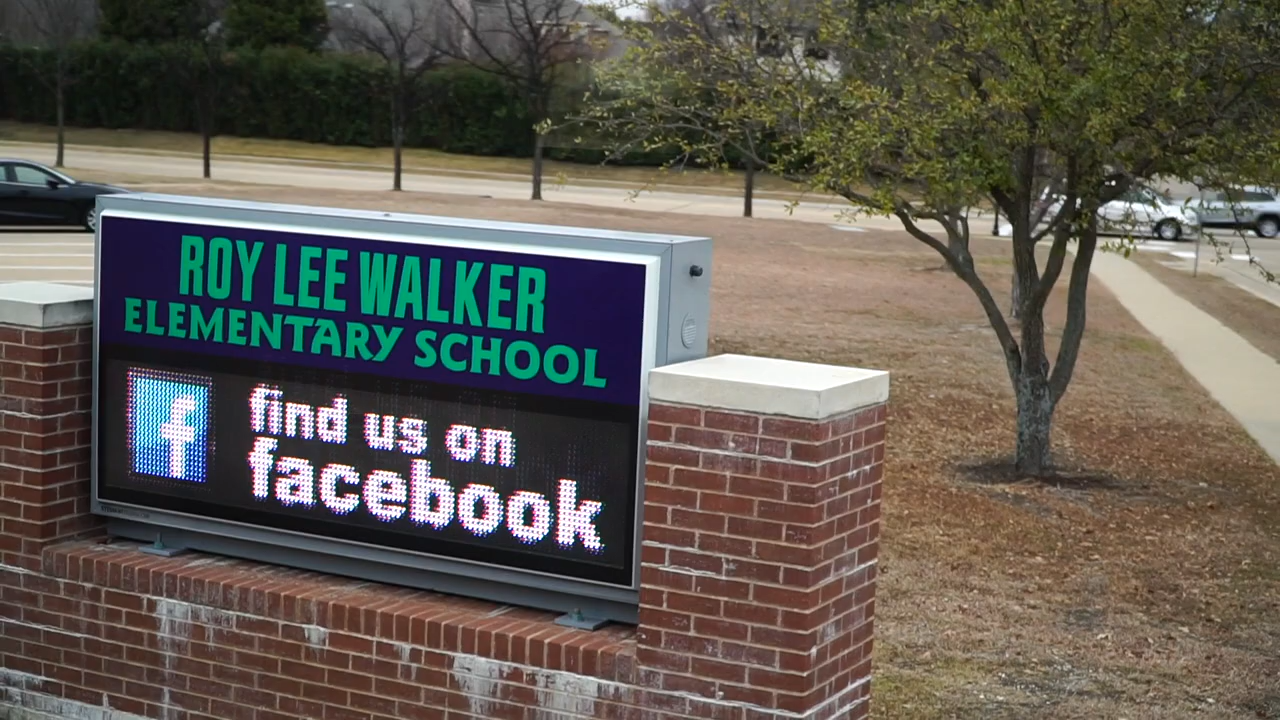 ROY LEE WALKER
ELEMENTARY SCHOOL
f
find us on
facebook